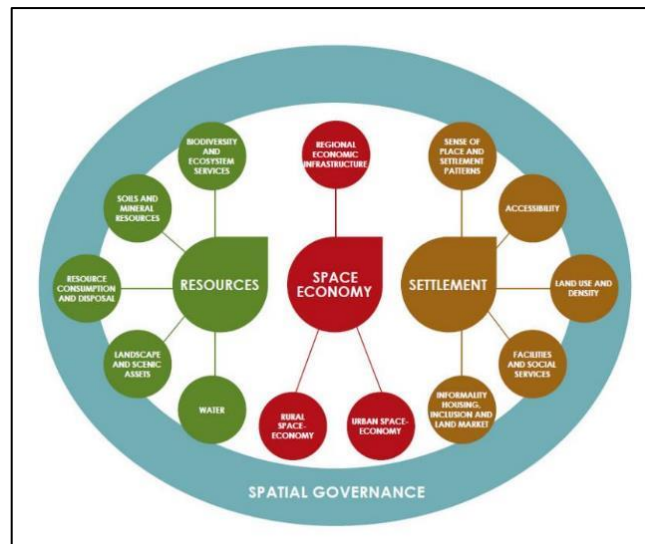 BIODIVERSITY
AND
ECOSYSTEM
SERVICES
REGIONAL
ECONOMIC
INFRASTRUCTURE
SENSE OF
PLACE AND
SETTLEMENT
PATTERNS
SOILS AND
MINERAL
RESOURCES
ACCESSIBILITY
RESOURCE
CONSUMPTION
AND DISPOSAL
RESOURCES
SPACE
ECONOMY
SETTLEMENT
LAND USE AND
DENSITY
LANDSCAPE
AND SCENIC
ASSETS
FACILITIES
AND SOCIAL
SERVICES
WATER
RURAL
SPACE-
ECONOMY
URBAN SPACE-
ECONOMY
INFORMALITY
HOUSING,
INCLUSION AND
LAND MARKET
SPATIAL GOVERNANCE